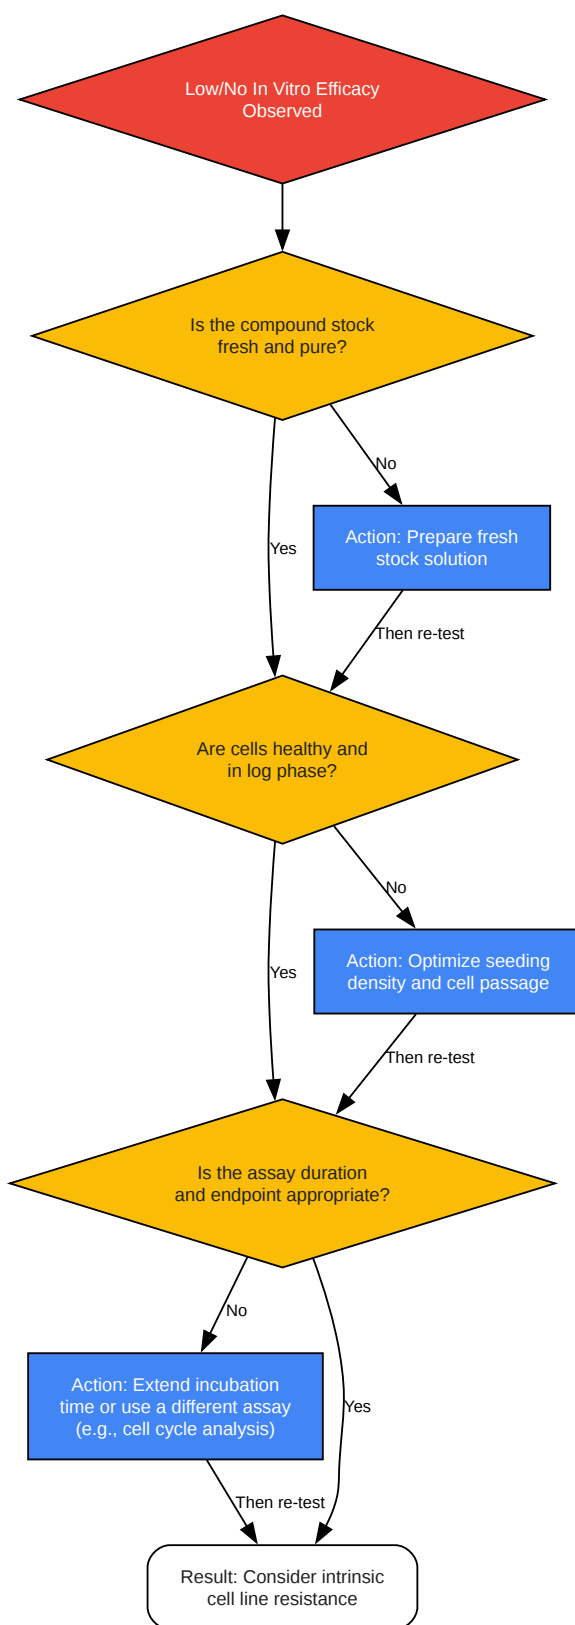 Low/No In Vitro Efficacy
Observed
Is the compound stock
fresh and pure?
No
Action: Prepare fresh
stock solution
Yes
Then re-test
Are cells healthy and
in log phase?
No
Action: Optimize seeding
density and cell passage
Yes
Then re-test
Is the assay duration
and endpoint appropriate?
No
Action: Extend incubation
time or use a different assay
(e.g., cell cycle analysis)
Yes
Then re-test
Result: Consider intrinsic
cell line resistance